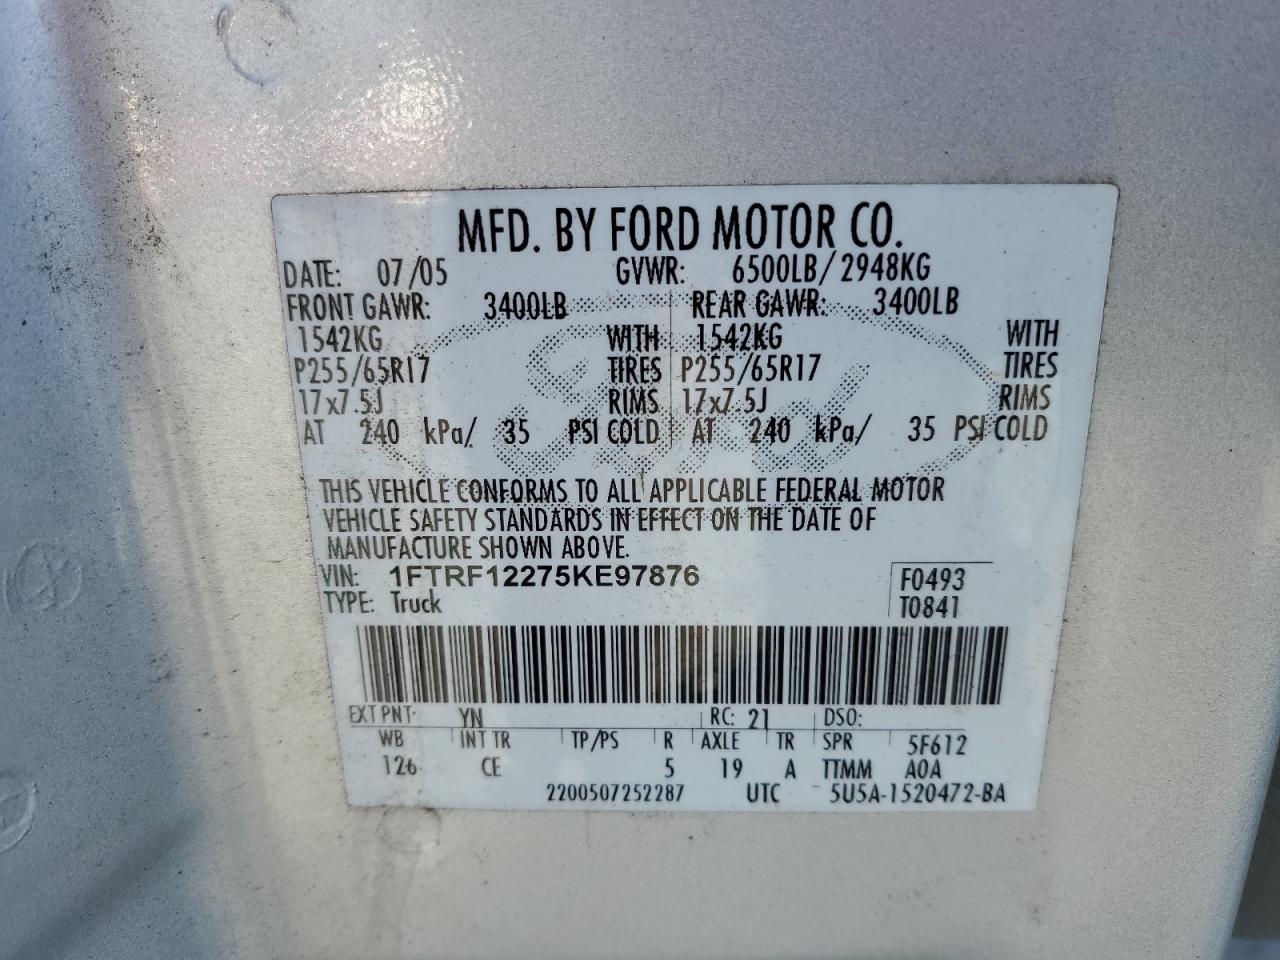 MFD. BY FORD MOTOR CO.
DATE: 07/05 GVWR: 6500LB/2948KG
FRONT GAWR: 3400LB REAR GAWR: 3400LB
1542KG WITH 1542KG WITH
P255/65R17 TIRES P255/65R17 TIRES
17x7.5J RIMS 17x7.5J RIMS
AT 240 kPa/ 35 PSI COLD AT 240 kPa/ 35 PSI COLD
THIS VEHICLE CONFORMS TO ALL APPLICABLE FEDERAL MOTOR
VEHICLE SAFETY STANDARDS IN EFFECT ON THE DATE OF
MANUFACTURE SHOWN ABOVE.
VIN: 1FTRF12275KE97876 F0493
TYPE: Truck T0841
EXT PNT: YN RC: 21 DSO:
WB INT TR TP/PS R AXLE TR SPR 5F612
126 CE 5 19 A TTMM A0A
2200507252287 UTC 5U5A-1520472-BA